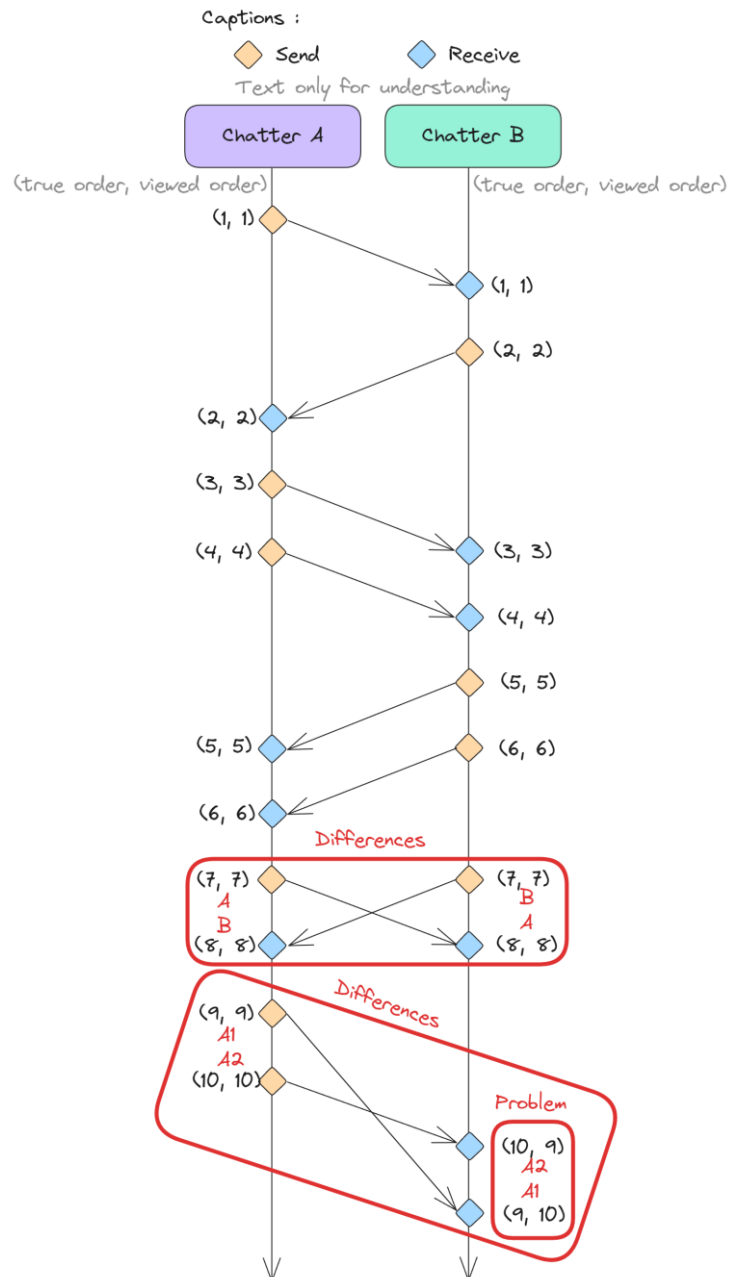 Captions :
Send Receive
Text only for understanding
Chatter A Chatter B
(true order, viewed order) (true order, viewed order)
(1, 1)
(1, 1)
(2, 2)
(2, 2)
(3, 3)
(4, 4) (3, 3)
(4, 4)
(5, 5)
(5, 5) (6, 6)
(6, 6)
Differences
(7, 7) (7, 7)
A B
B A
(8, 8) (8, 8)
Differences
(9, 9)
A1
A2
(10, 10)
Problem
(10, 9)
A2
A1
(9, 10)